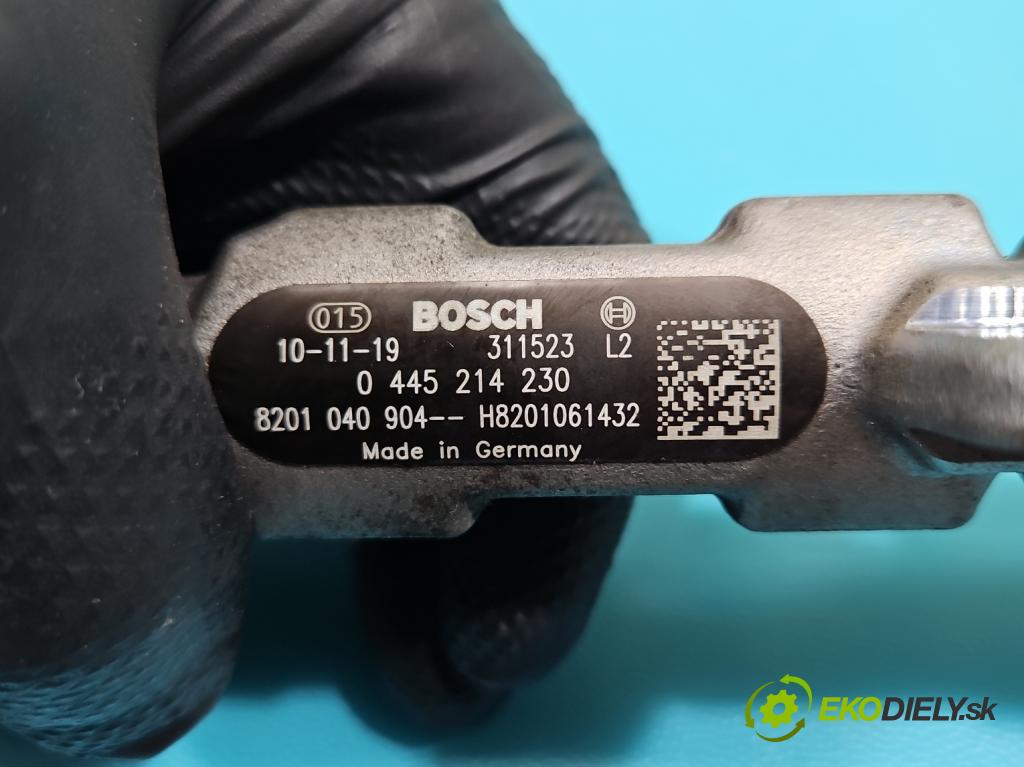 015 BOSCH H
10-11-19 311523 L2
0 445 214 230
8201 040 904-- H8201061432
Made in Germany
EKODIELY.sk